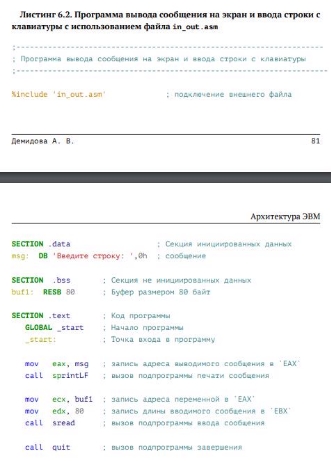 Листинг 6.2. Программа вывода сообщения на экран и ввода строки с
клавиатуры с использованием файла in_out.asm
;--------------------------------------------------------------------
; Программа вывода сообщения на экран и ввода строки с клавиатуры
;--------------------------------------------------------------------
%include 'in_out.asm' ; подключение внешнего файла
Демидова А. В. 81
Архитектура ЭВМ
SECTION .data ; Секция инициированных данных
msg: DB 'Введите строку: ',0h ; сообщение
SECTION .bss ; Секция не инициированных данных
buf1: RESB 80 ; Буфер размером 80 байт
SECTION .text ; Код программы
GLOBAL _start ; Начало программы
_start: ; Точка входа в программу
mov eax, msg ; запись адреса выводимого сообщения в `EAX`
call sprintLF ; вызов подпрограммы печати сообщения
mov ecx, buf1 ; запись адреса переменной в `EAX`
mov edx, 80 ; запись длины вводимого сообщения в `EBX`
call sread ; вызов подпрограммы ввода сообщения
call quit ; вызов подпрограммы завершения